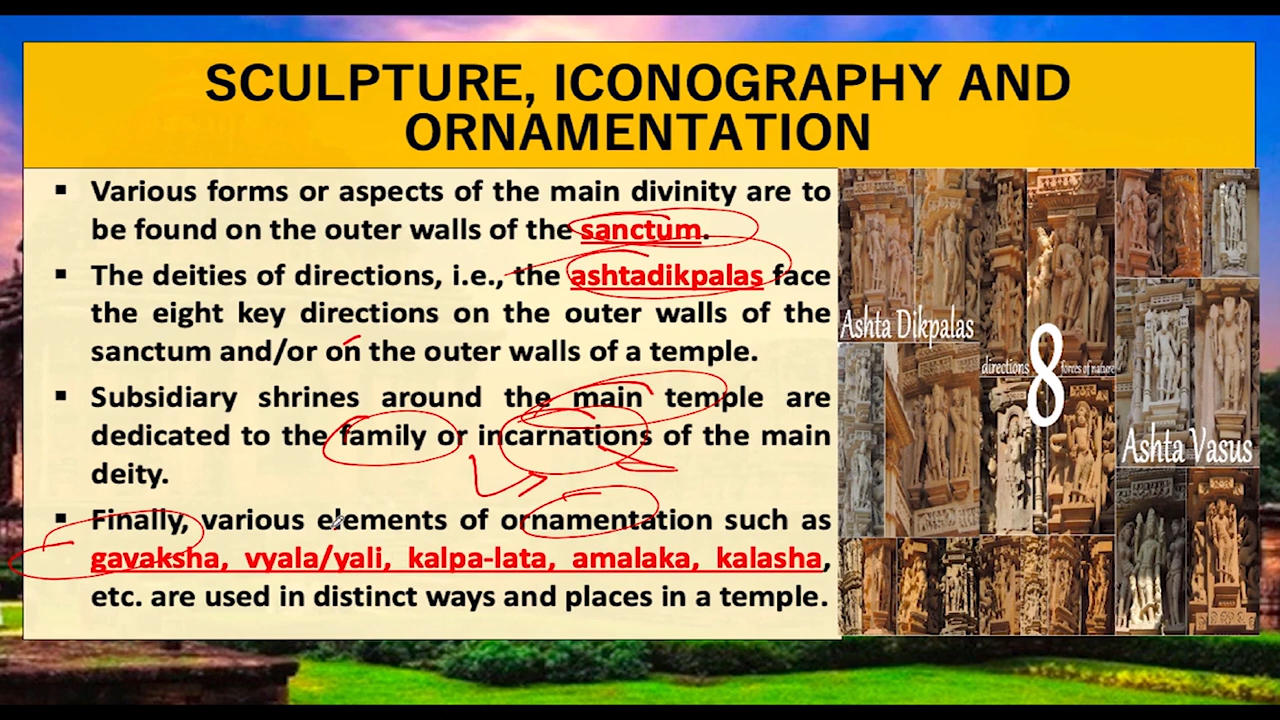 SCULPTURE, ICONOGRAPHY AND
ORNAMENTATION
▪ Various forms or aspects of the main divinity are to
be found on the outer walls of the sanctum.
▪ The deities of directions, i.e., the ashtadikpalas face
the eight key directions on the outer walls of the
sanctum and/or on the outer walls of a temple.
▪ Subsidiary shrines around the main temple are
dedicated to the family or incarnations of the main
deity.
▪ Finally, various elements of ornamentation such as
gavaksha, vyala/yali, kalpa-lata, amalaka, kalasha,
etc. are used in distinct ways and places in a temple.
Ashta Dikpalas
directions 8 forces of nature
Ashta Vasus